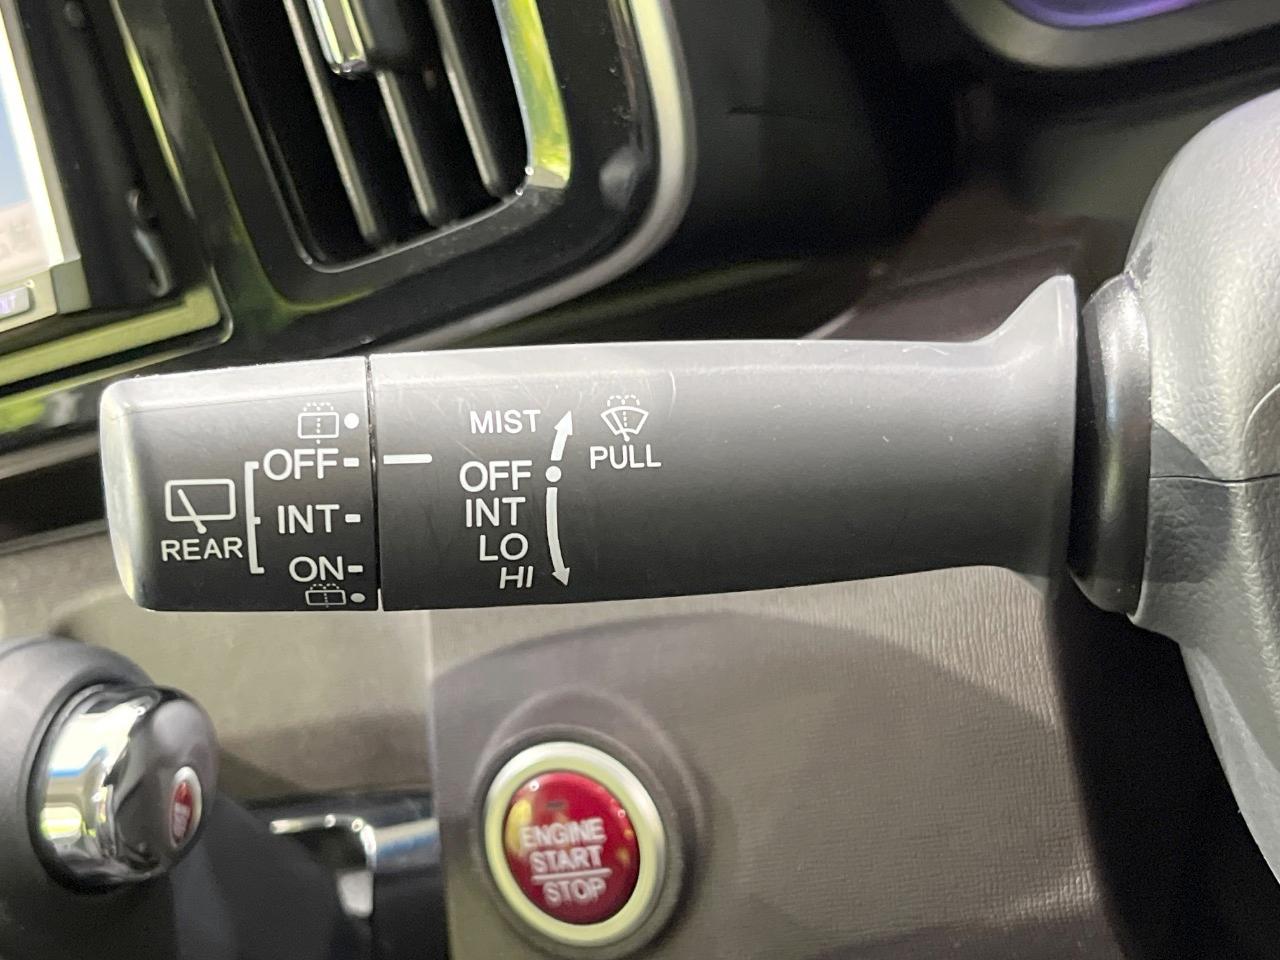 MIST
PULL
OFF-
OFF
INT-
INT
REAR
LO
ON-
HI
ENGINE
START
STOP